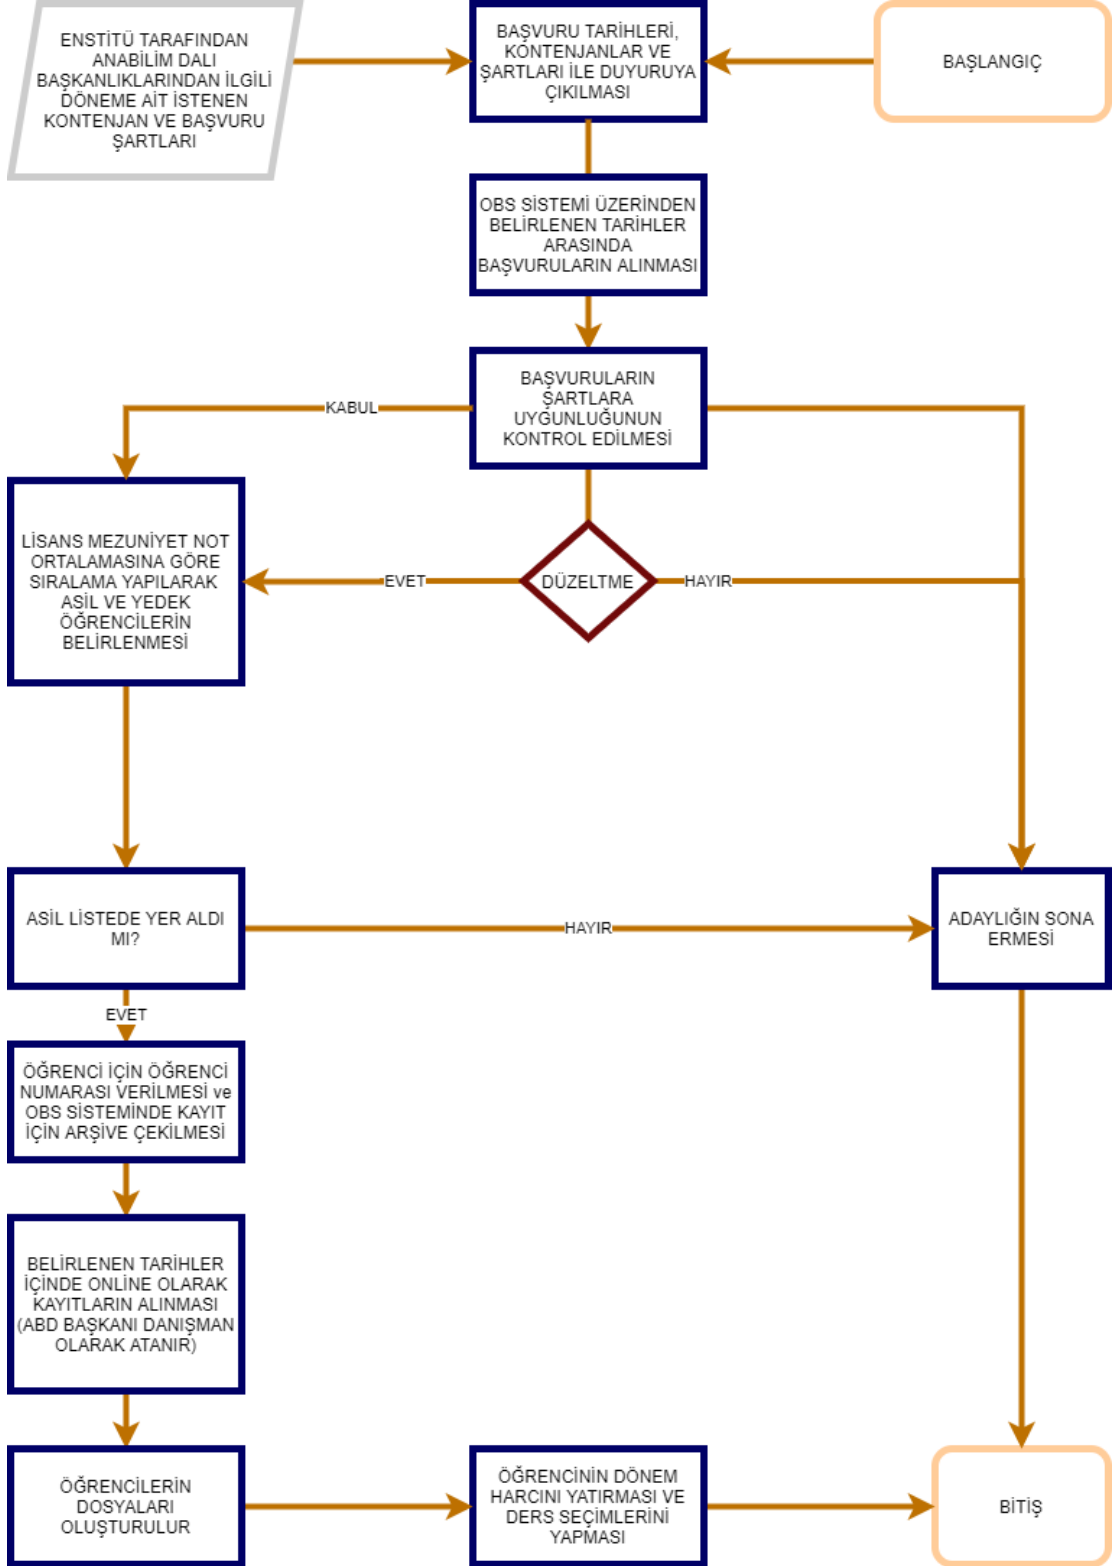 ENSTİTÜ TARAFINDAN
ANABİLİM DALI
BAŞKANLIKLARINDAN İLGİLİ
DÖNEME AİT İSTENEN
KONTENJAN VE BAŞVURU
ŞARTLARI
BAŞVURU TARİHLERİ,
KONTENJANLAR VE
ŞARTLARI İLE DUYURUYA
ÇIKILMASI
BAŞLANGIÇ
OBS SİSTEMİ ÜZERİNDEN
BELİRLENEN TARİHLER
ARASINDA
BAŞVURULARIN ALINMASI
BAŞVURULARIN
ŞARTLARA
UYGUNLUĞUNUN
KONTROL EDİLMESİ
KABUL
LİSANS MEZUNİYET NOT
ORTALAMASINA GÖRE
SIRALAMA YAPILARAK
ASİL VE YEDEK
ÖĞRENCİLERİN
BELİRLENMESİ
EVET
DÜZELTME
HAYIR
ASİL LİSTEDE YER ALDI
MI?
HAYIR
ADAYLIĞIN SONA
ERMESİ
EVET
ÖĞRENCİ İÇİN ÖĞRENCİ
NUMARASI VERİLMESİ ve
OBS SİSTEMİNDE KAYIT
İÇİN ARŞİVE ÇEKİLMESİ
BELİRLENEN TARİHLER
İÇİNDE ONLINE OLARAK
KAYITLARIN ALINMASI
(ABD BAŞKANI DANIŞMAN
OLARAK ATANIR)
ÖĞRENCİLERİN
DOSYALARI
OLUŞTURULUR
ÖĞRENCİNİN DÖNEM
HARCINI YATIRMASI VE
DERS SEÇİMLERİNİ
YAPMASI
BİTİŞ